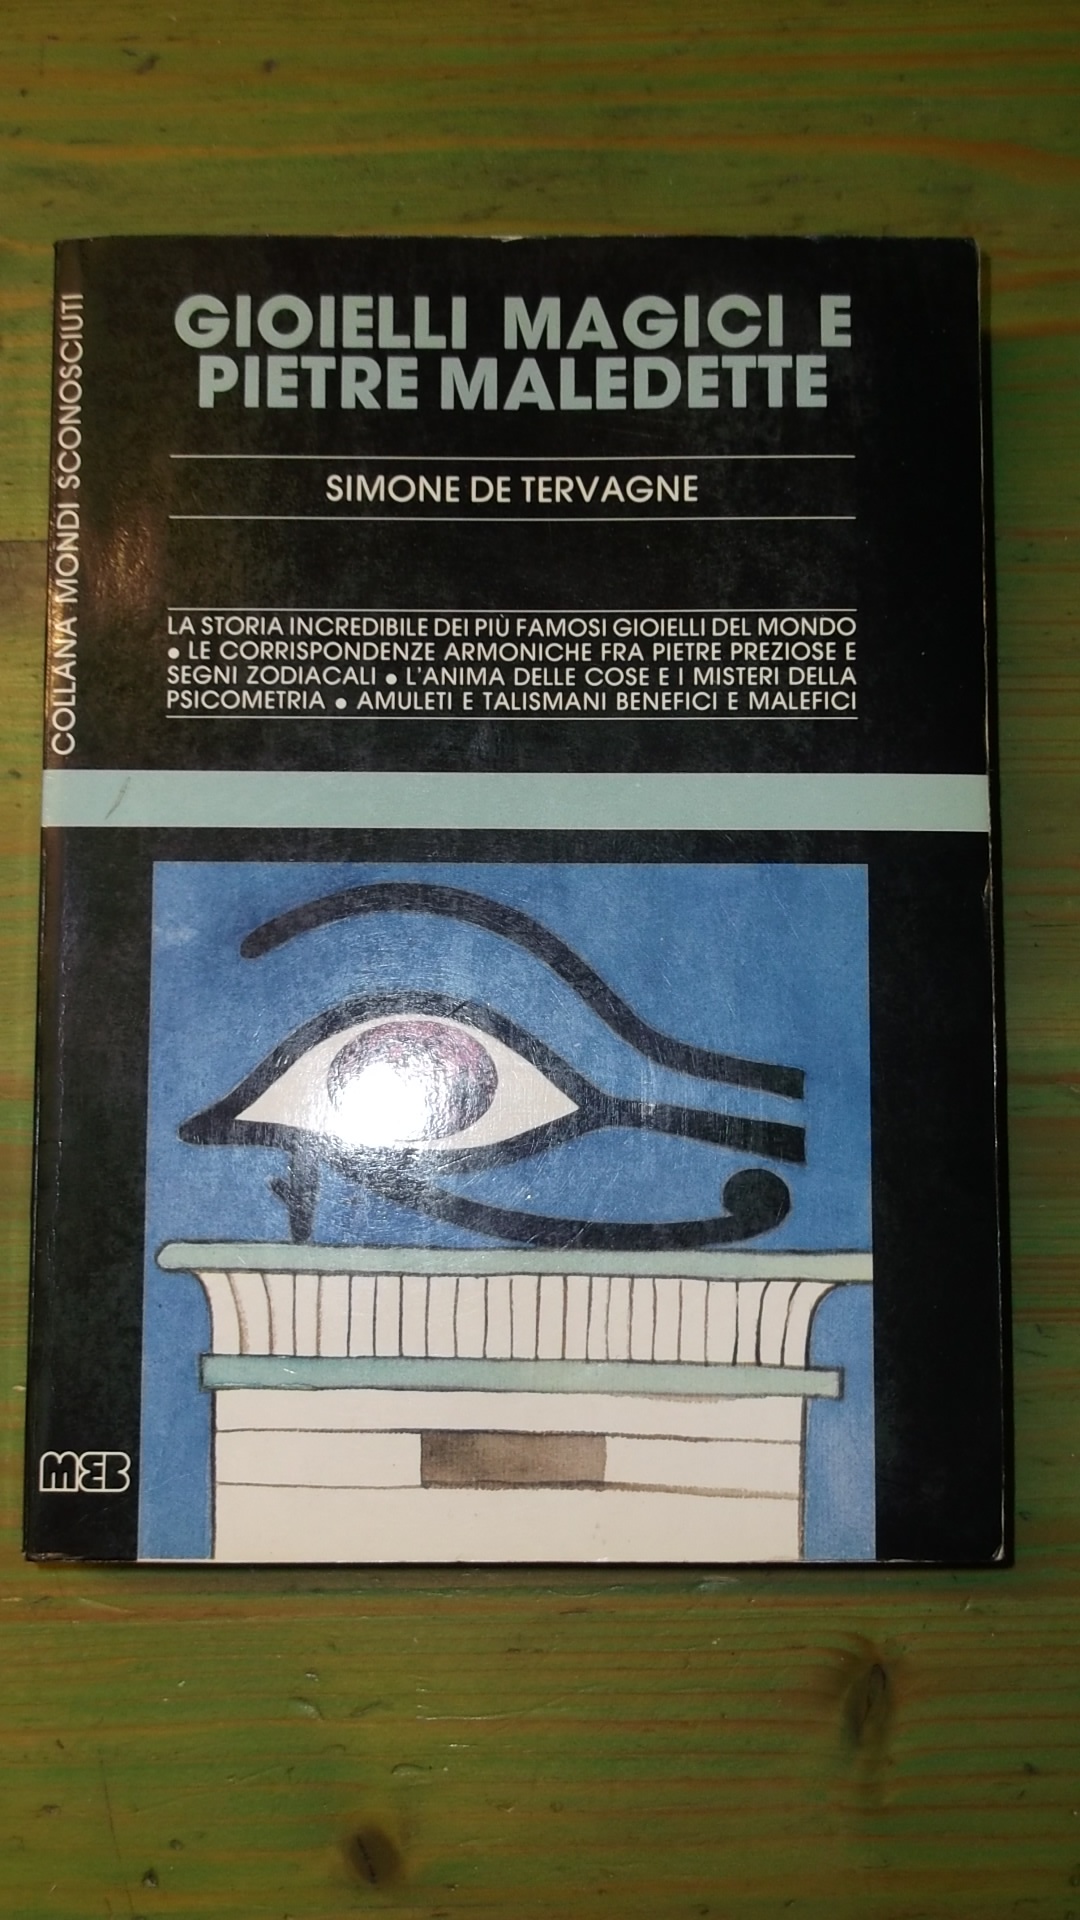 GIOIELLI MAGICI E
PIETRE MALEDETTE
SIMONE DE TERVAGNE
LA STORIA INCREDIBILE DEI PIÙ FAMOSI GIOIELLI DEL MONDO
• LE CORRISPONDENZE ARMONICHE FRA PIETRE PREZIOSE E
SEGNI ZODIACALI • L'ANIMA DELLE COSE E I MISTERI DELLA
PSICOMETRIA • AMULETI E TALISMANI BENEFICI E MALEFICI
COLLANA MONDI SCONOSCIUTI
MEB